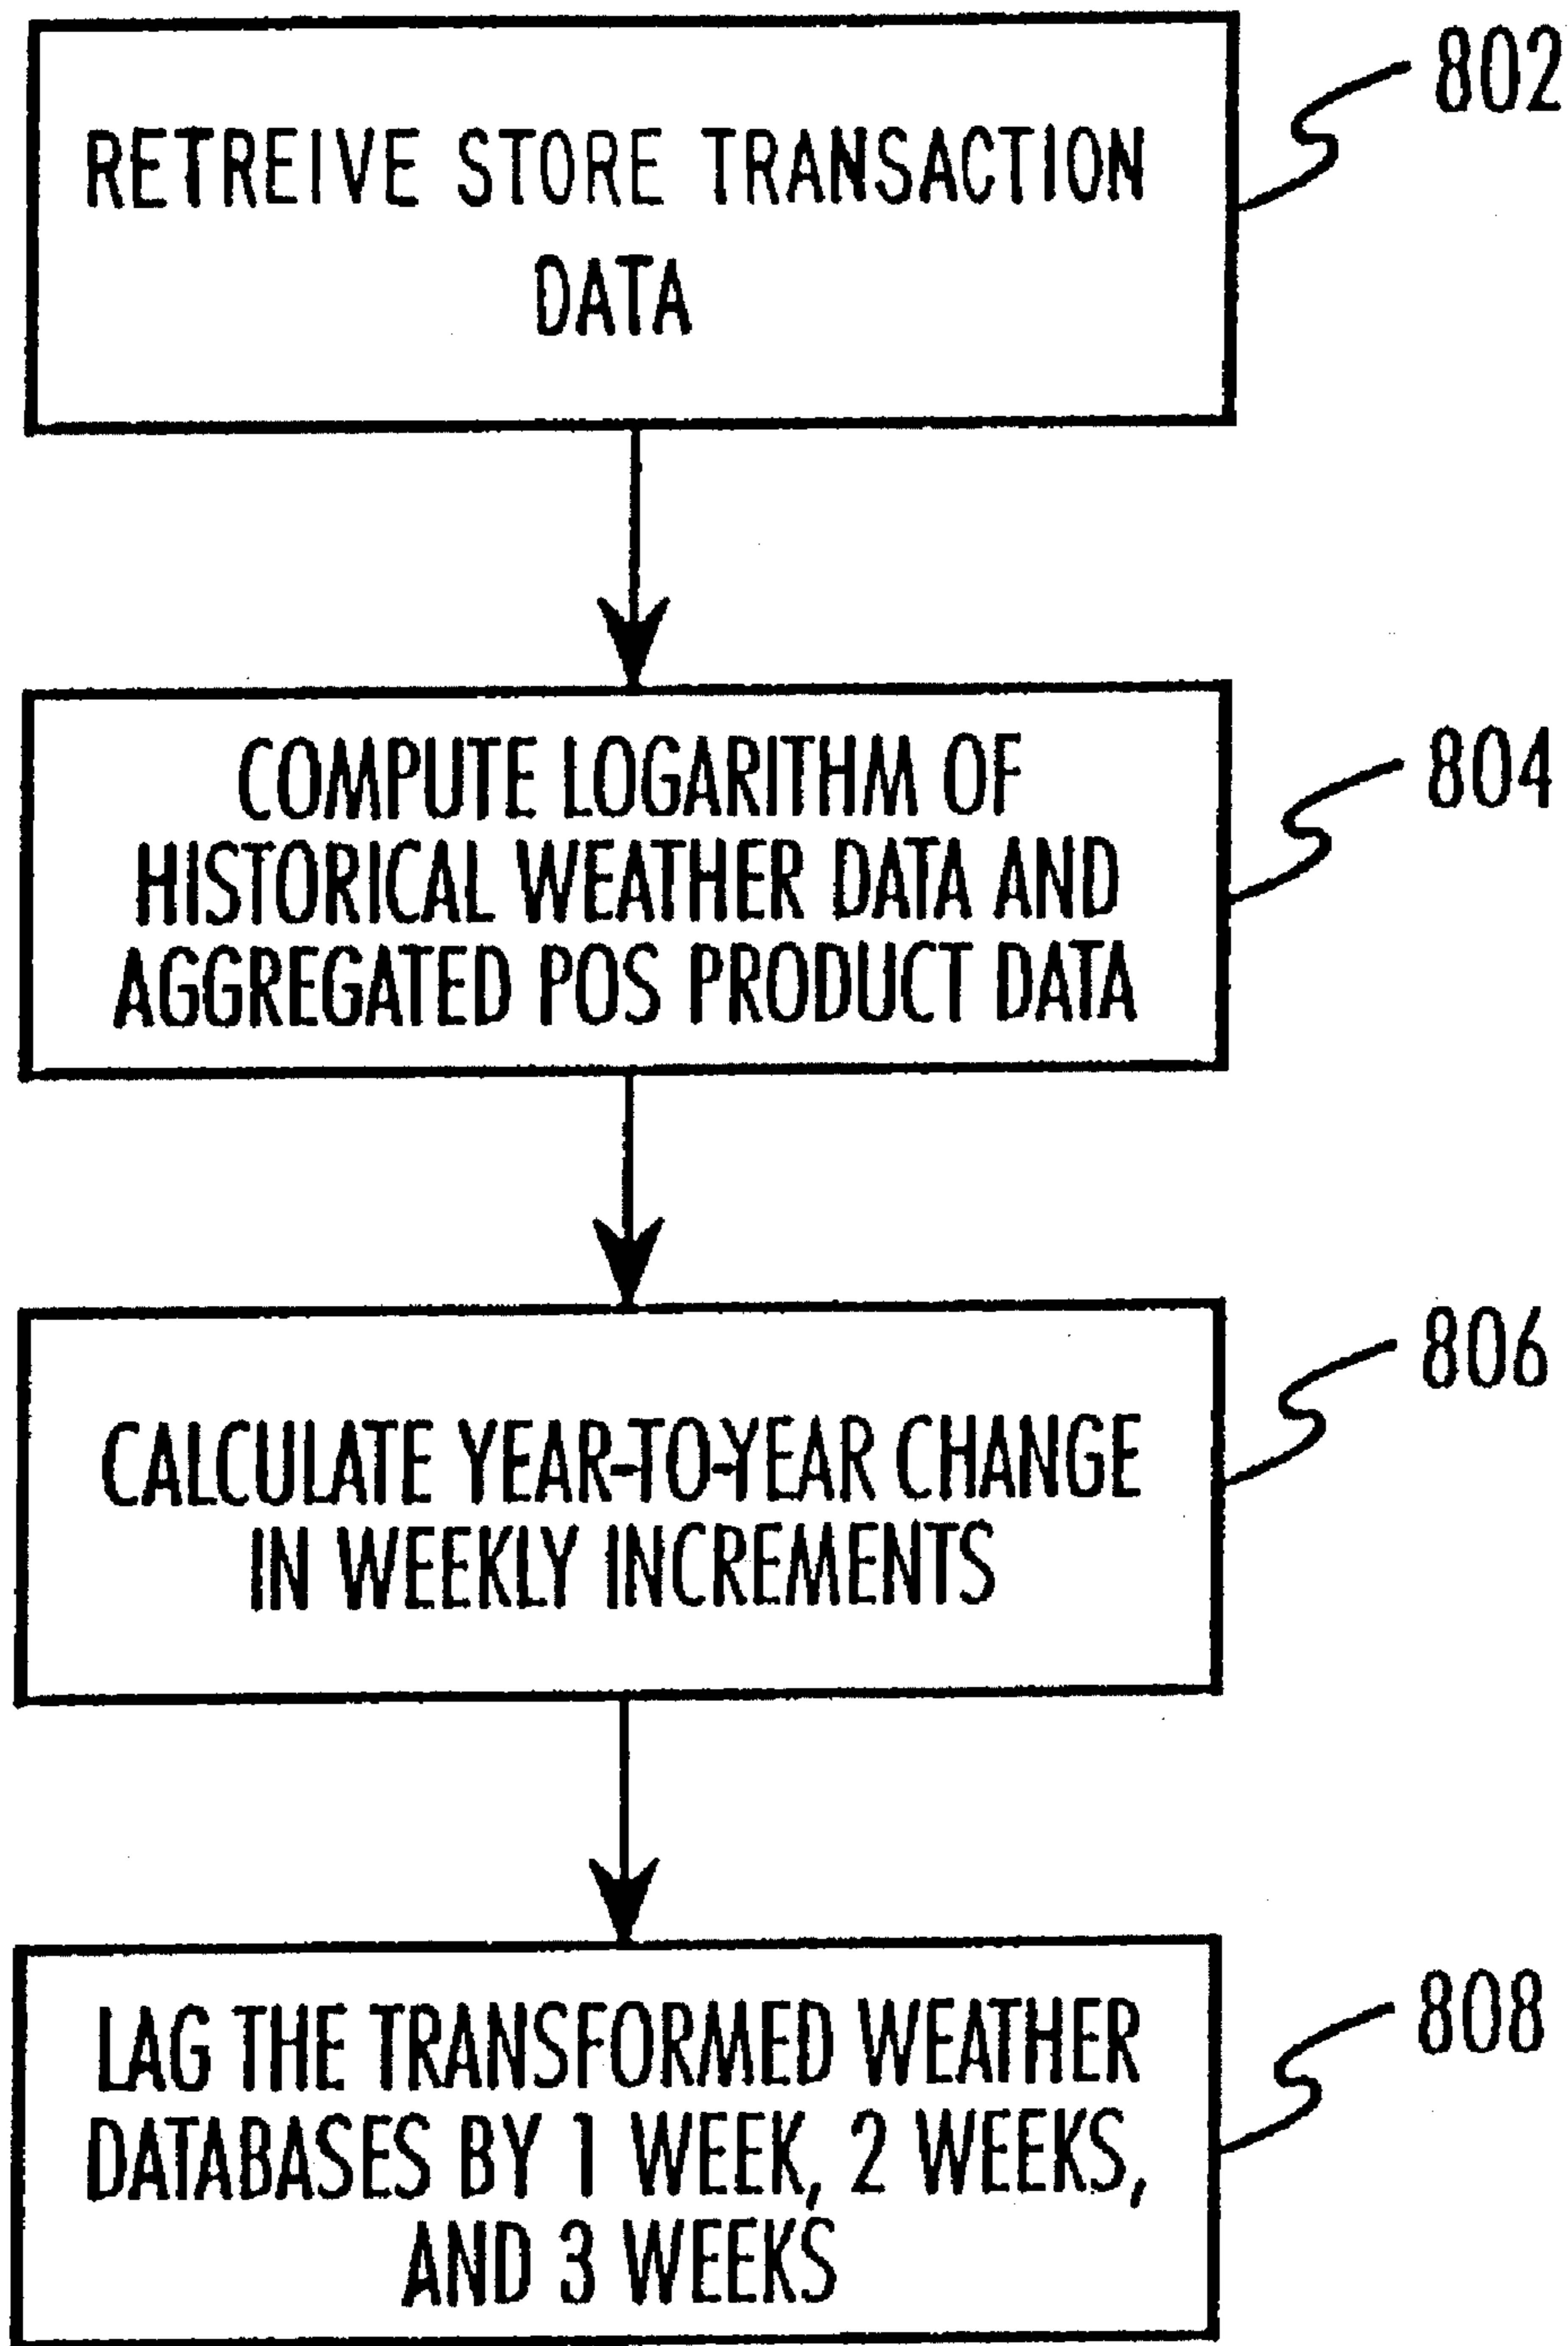 RETREIVE STORE TRANSACTION
DATA
802
COMPUTE LOGARITHM OF
HISTORICAL WEATHER DATA AND
AGGREGATED POS PRODUCT DATA
804
CALCULATE YEAR-TO-YEAR CHANGE
IN WEEKLY INCREMENTS
806
LAG THE TRANSFORMED WEATHER
DATABASES BY 1 WEEK, 2 WEEKS,
AND 3 WEEKS
808